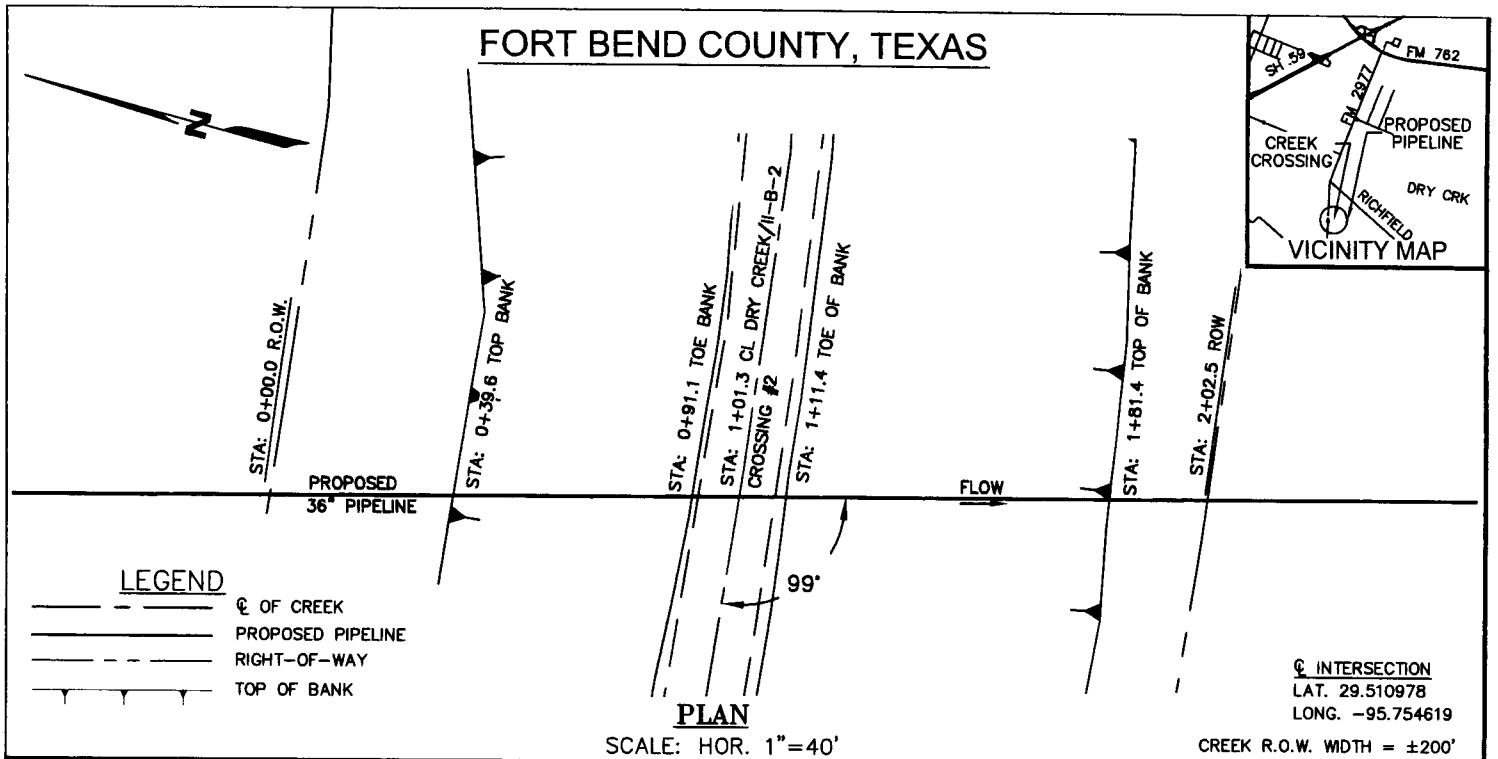 FORT BEND COUNTY, TEXAS
N
SH 59
FM 762
FM 2977
PROPOSED
PIPELINE
CREEK
CROSSING
DRY CRK
RICHFIELD
VICINITY MAP
STA: 0+00.0 R.O.W.
STA: 0+39.6 TOP BANK
STA: 0+91.1 TOE BANK
STA: 1+01.3 CL DRY CREEK/II-B-2
CROSSING #2
STA: 1+11.4 TOE OF BANK
STA: 1+81.4 TOP OF BANK
STA: 2+02.5 ROW
PROPOSED
36" PIPELINE
FLOW
99°
LEGEND
℄ OF CREEK
PROPOSED PIPELINE
RIGHT-OF-WAY
TOP OF BANK
PLAN
SCALE: HOR. 1"=40'
℄ INTERSECTION
LAT. 29.510978
LONG. -95.754619
CREEK R.O.W. WIDTH = ±200'